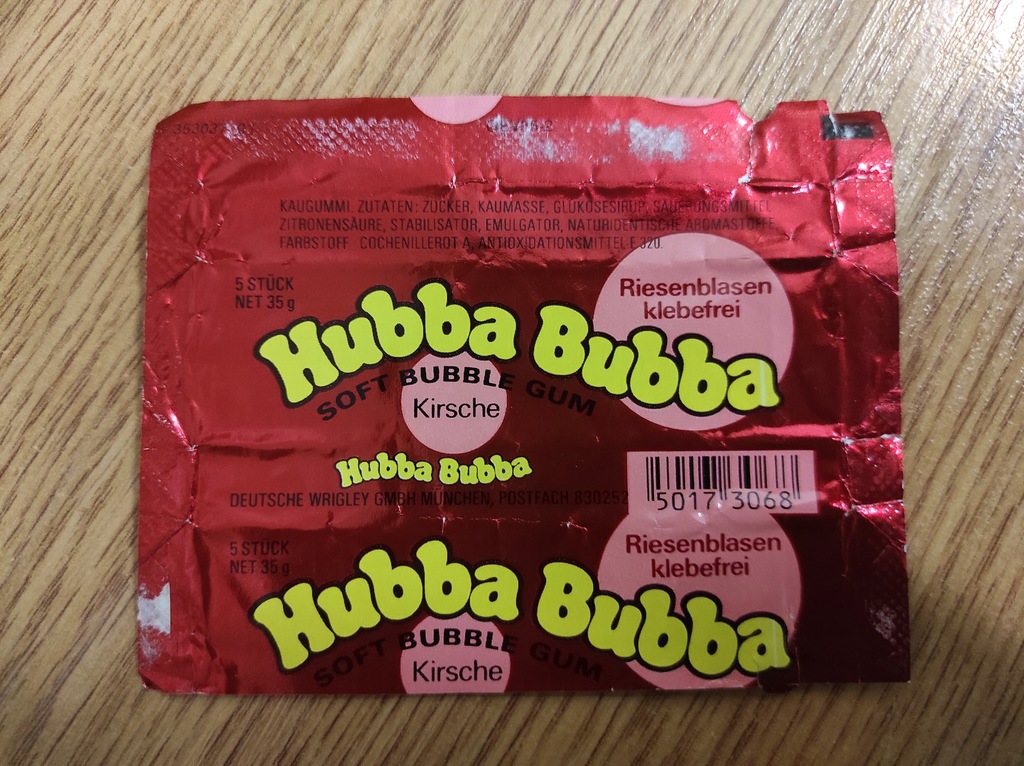 KAUGUMMI. ZUTATEN: ZUCKER, KAUMASSE, GLUKOSESIRUP, SÄUERUNGSMITTEL
ZITRONENSÄURE, STABILISATOR, EMULGATOR, NATURIDENTISCHE AROMASTOFFE,
FARBSTOFF COCHENILLEROT A, ANTIOXIDATIONSMITTEL E 320.
5 STÜCK
NET 35 g
Riesenblasen
klebefrei
Hubba Bubba
SOFT BUBBLE GUM
Kirsche
Hubba Bubba
DEUTSCHE WRIGLEY GMBH MÜNCHEN, POSTFACH 830252
5017 3068
5 STÜCK
NET 35 g
Riesenblasen
klebefrei
Hubba Bubba
SOFT BUBBLE GUM
Kirsche